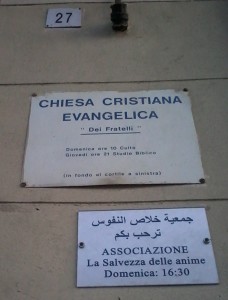 27
CHIESA CRISTIANA
EVANGELICA
" Dei Fratelli "
Domenica ore 10 Culto
Giovedi ore 21 Studio Biblico
(in fondo al cortile a sinistra)
جمعية خلاص النفوس
ترحب بكم
ASSOCIAZIONE
La Salvezza delle anime
Domenica: 16:30